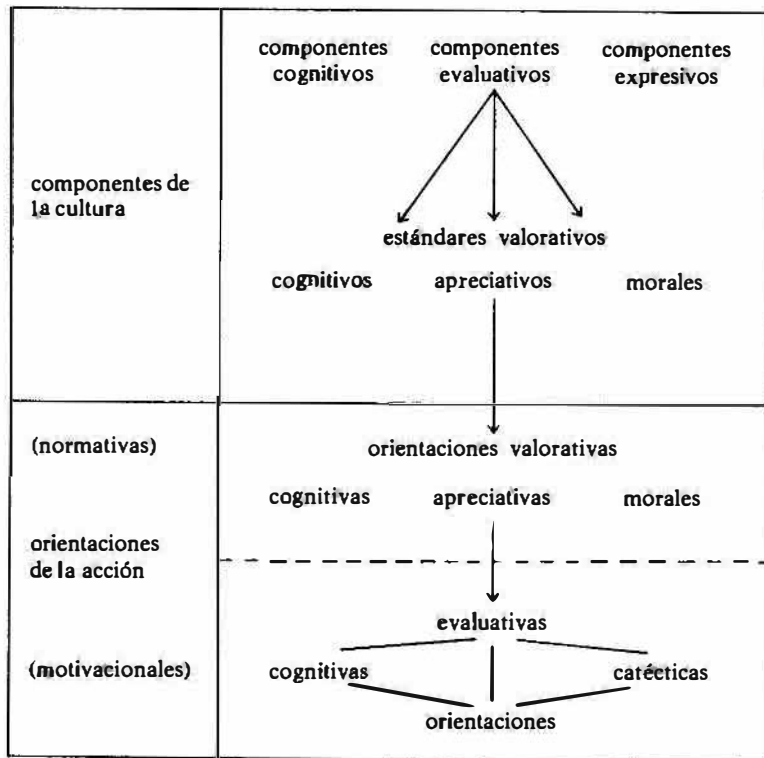 componentes cognitivos
componentes evaluativos
componentes expresivos
componentes de la cultura
estándares valorativos
cognitivos apreciativos morales
(normativas)
orientaciones valorativas
cognitivas apreciativas morales
orientaciones de la acción
evaluativas
(motivacionales)
cognitivas catécticas
orientaciones